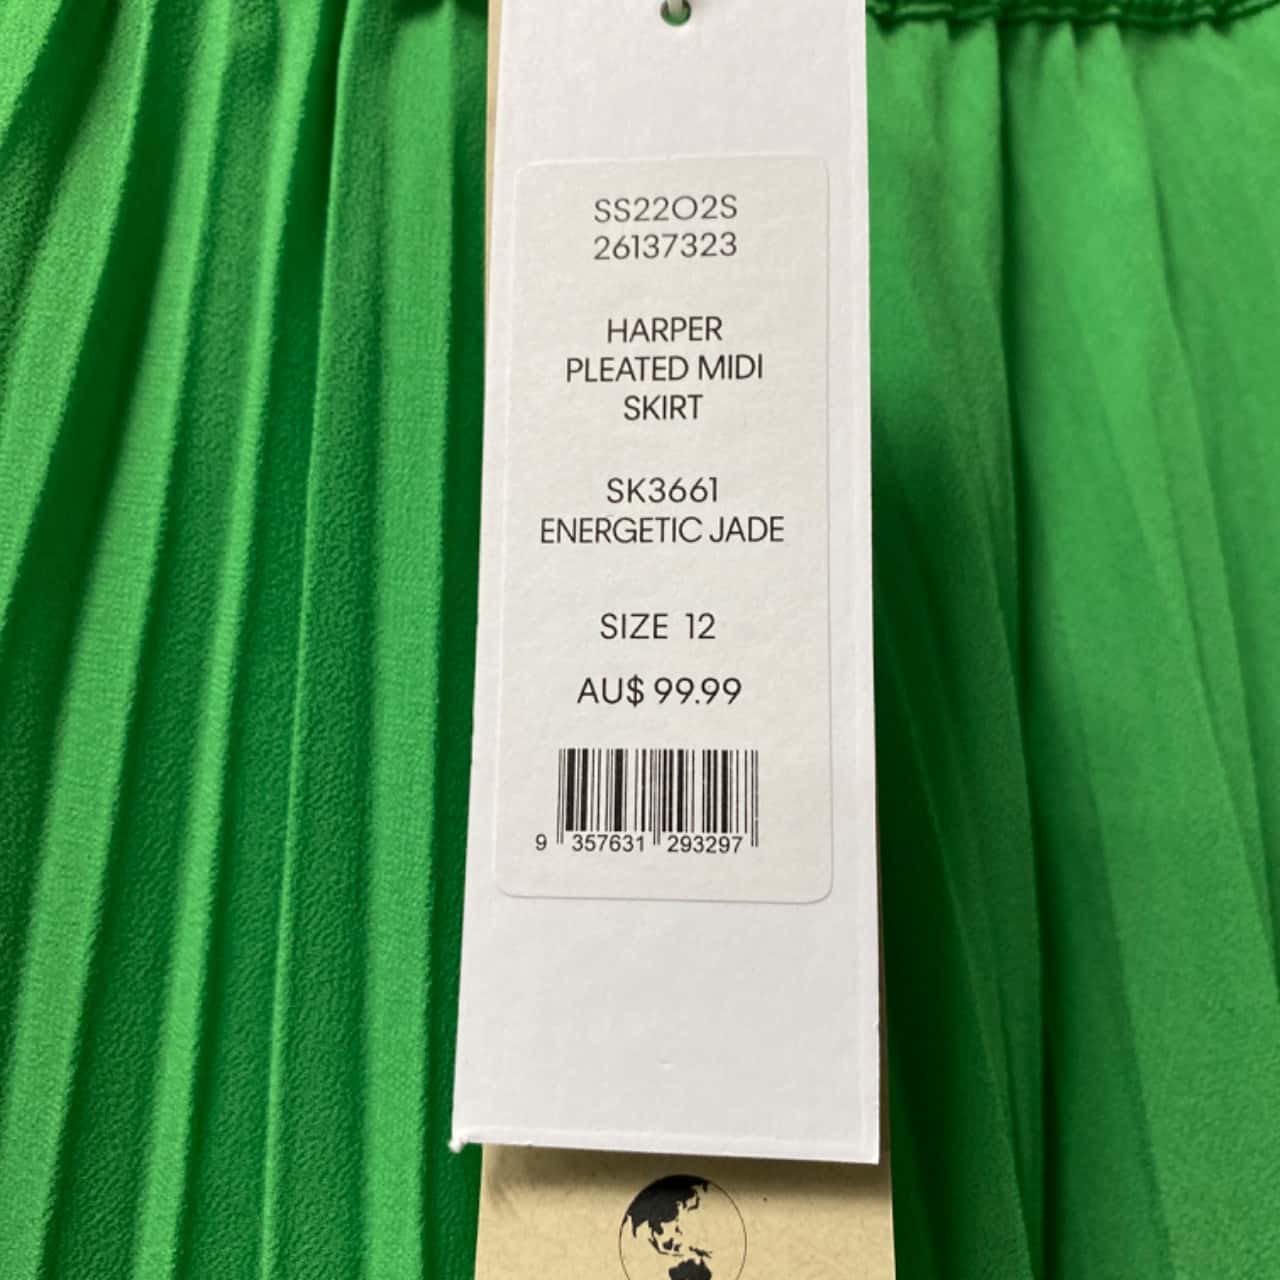 SS22O2S
26137323
HARPER
PLEATED MIDI
SKIRT
SK3661
ENERGETIC JADE
SIZE 12
AU$ 99.99
9 357631 293297